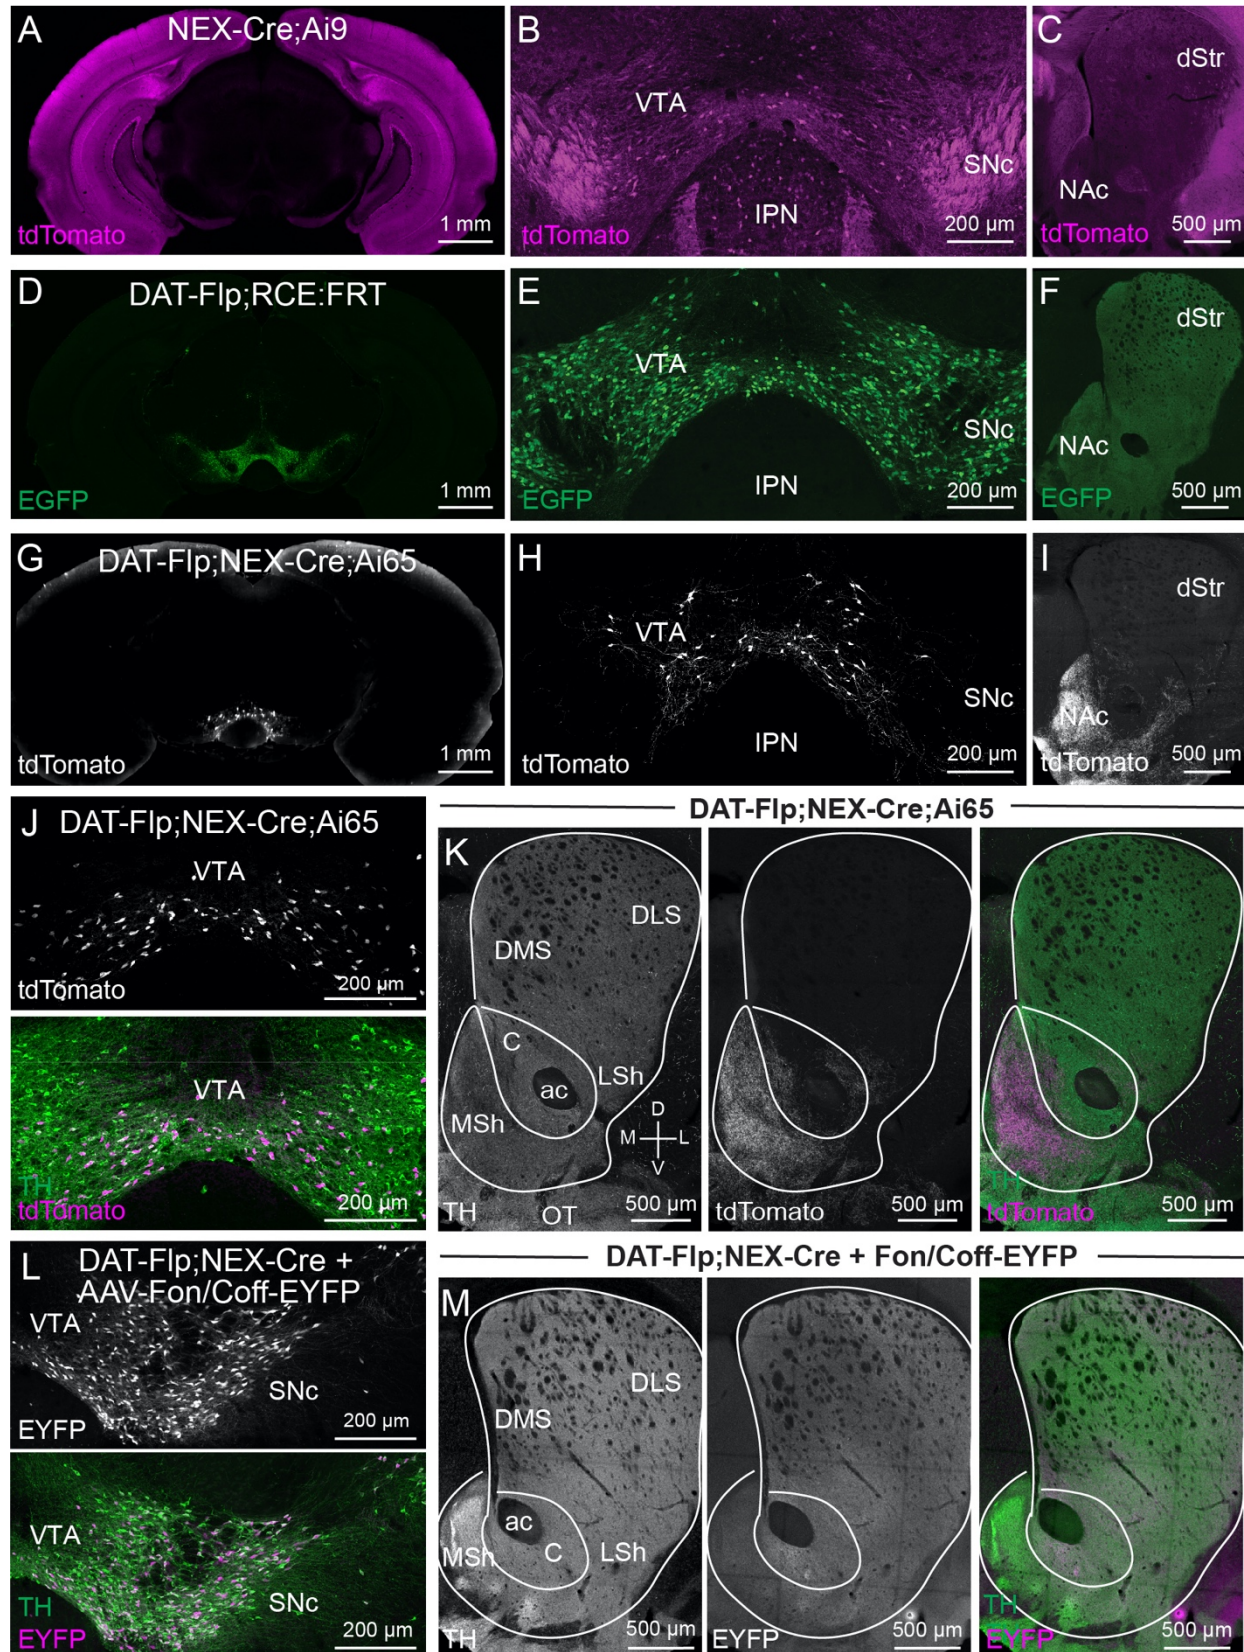 A
NEX-Cre;Ai9
tdTomato
1 mm
B
VTA
SNc
IPN
tdTomato
200 µm
C
dStr
NAc
tdTomato
500 µm
D
DAT-Flp;RCE:FRT
EGFP
1 mm
E
VTA
SNc
IPN
EGFP
200 µm
F
dStr
NAc
EGFP
500 µm
G
DAT-Flp;NEX-Cre;Ai65
tdTomato
1 mm
H
VTA
SNc
IPN
tdTomato
200 µm
I
dStr
NAc
tdTomato
500 µm
J
DAT-Flp;NEX-Cre;Ai65
VTA
200 µm
tdTomato
VTA
TH
tdTomato
200 µm
DAT-Flp;NEX-Cre;Ai65
K
DLS
DMS
C
ac
LSh
MSh
D
M
L
V
TH
OT
500 µm
tdTomato
500 µm
TH
tdTomato
500 µm
L
DAT-Flp;NEX-Cre +
AAV-Fon/Coff-EYFP
VTA
SNc
EYFP
200 µm
VTA
SNc
TH
EYFP
200 µm
DAT-Flp;NEX-Cre + Fon/Coff-EYFP
M
DLS
DMS
ac
C
MSh
LSh
TH
500 µm
EYFP
500 µm
TH
EYFP
500 µm